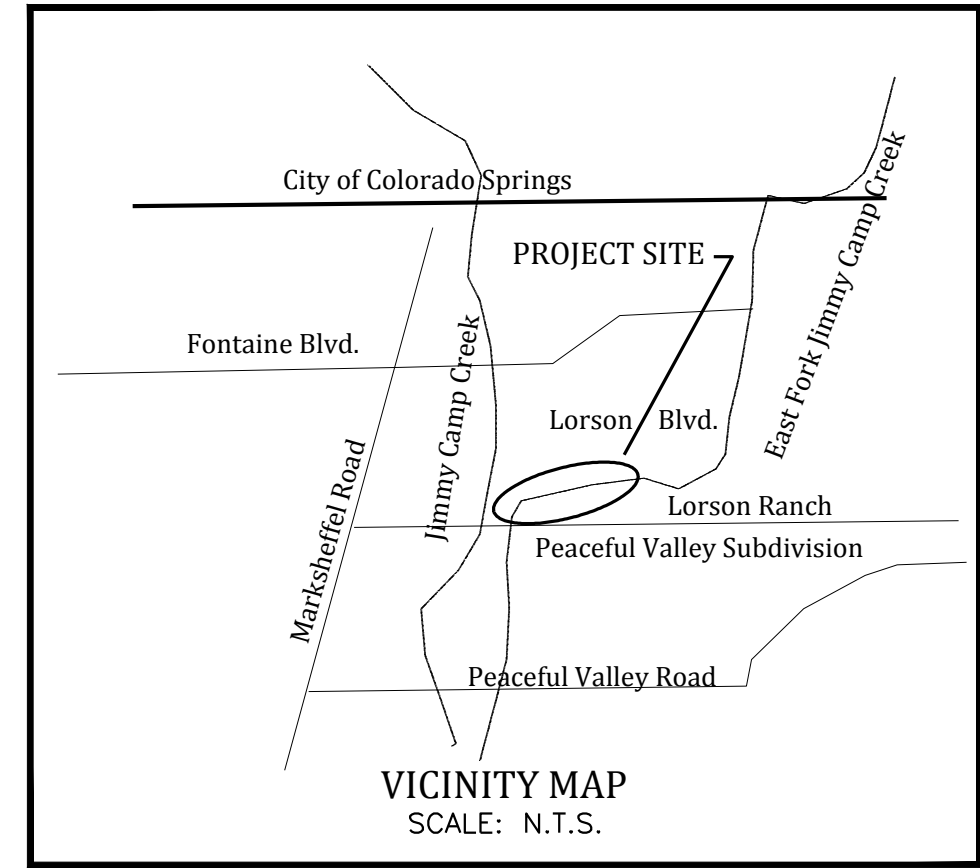 City of Colorado Springs
PROJECT SITE
East Fork Jimmy Camp Creek
Fontaine Blvd.
Jimmy Camp Creek
Lorson Blvd.
Marksheffel Road
Lorson Ranch
Peaceful Valley Subdivision
Peaceful Valley Road
VICINITY MAP
SCALE: N.T.S.